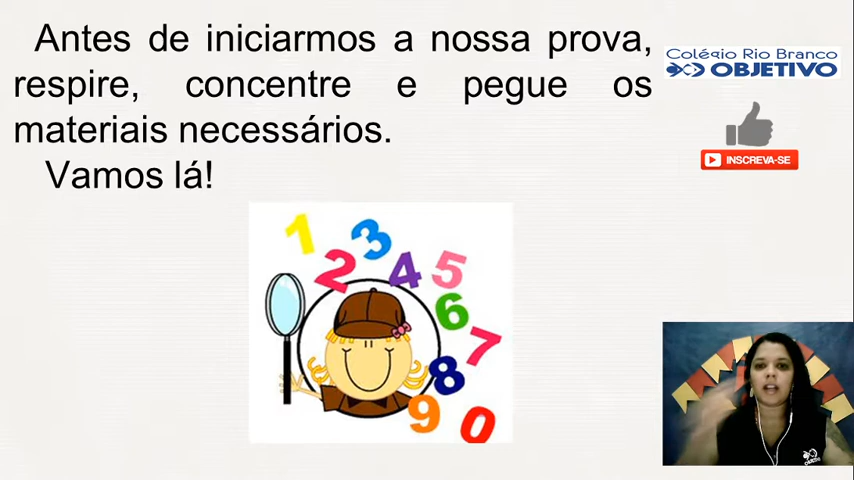 Antes de iniciarmos a nossa prova,
respire, concentre e pegue os
materiais necessários.
Vamos lá!
Colégio Rio Branco
OBJETIVO
INSCREVA-SE
1
2
3
4
5
6
7
8
9
0